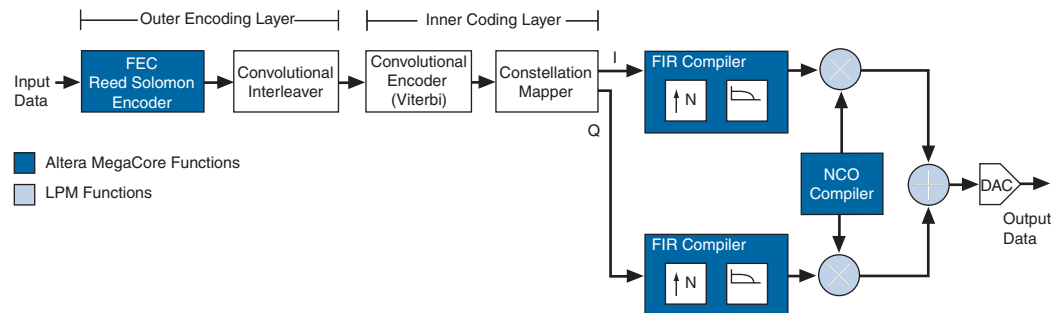 Outer Encoding Layer
Inner Coding Layer
Input
Data
FEC
Reed Solomon
Encoder
Convolutional
Interleaver
Convolutional
Encoder
(Viterbi)
Constellation
Mapper
I
Q
FIR Compiler
N
Altera MegaCore Functions
LPM Functions
NCO
Compiler
DAC
Output
Data
FIR Compiler
N